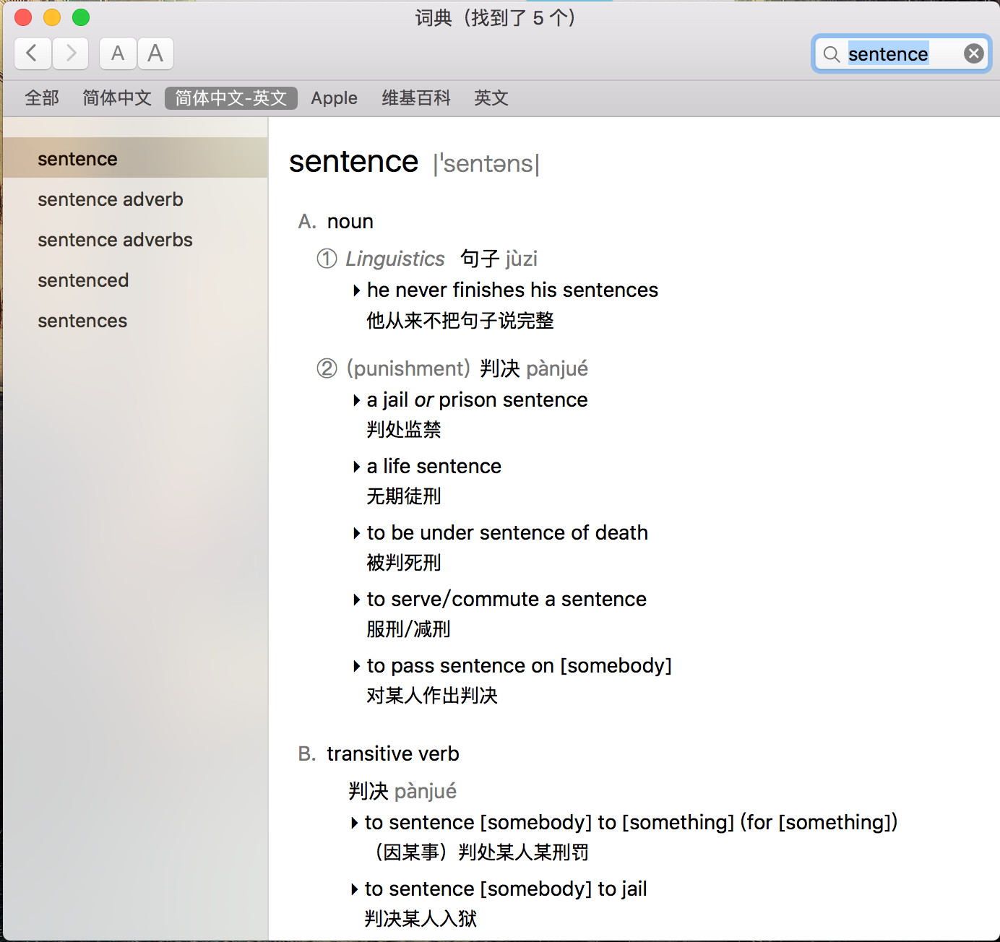 词典（找到了 5 个）
A A
sentence
全部 简体中文 简体中文-英文 Apple 维基百科 英文
sentence
sentence adverb
sentence adverbs
sentenced
sentences
sentence |ˈsentəns|
A. noun
① Linguistics 句子 jùzi
▸ he never finishes his sentences
他从来不把句子说完整
② (punishment) 判决 pànjué
▸ a jail or prison sentence
判处监禁
▸ a life sentence
无期徒刑
▸ to be under sentence of death
被判死刑
▸ to serve/commute a sentence
服刑/减刑
▸ to pass sentence on [somebody]
对某人作出判决
B. transitive verb
判决 pànjué
▸ to sentence [somebody] to [something] (for [something])
（因某事）判处某人某刑罚
▸ to sentence [somebody] to jail
判决某人入狱